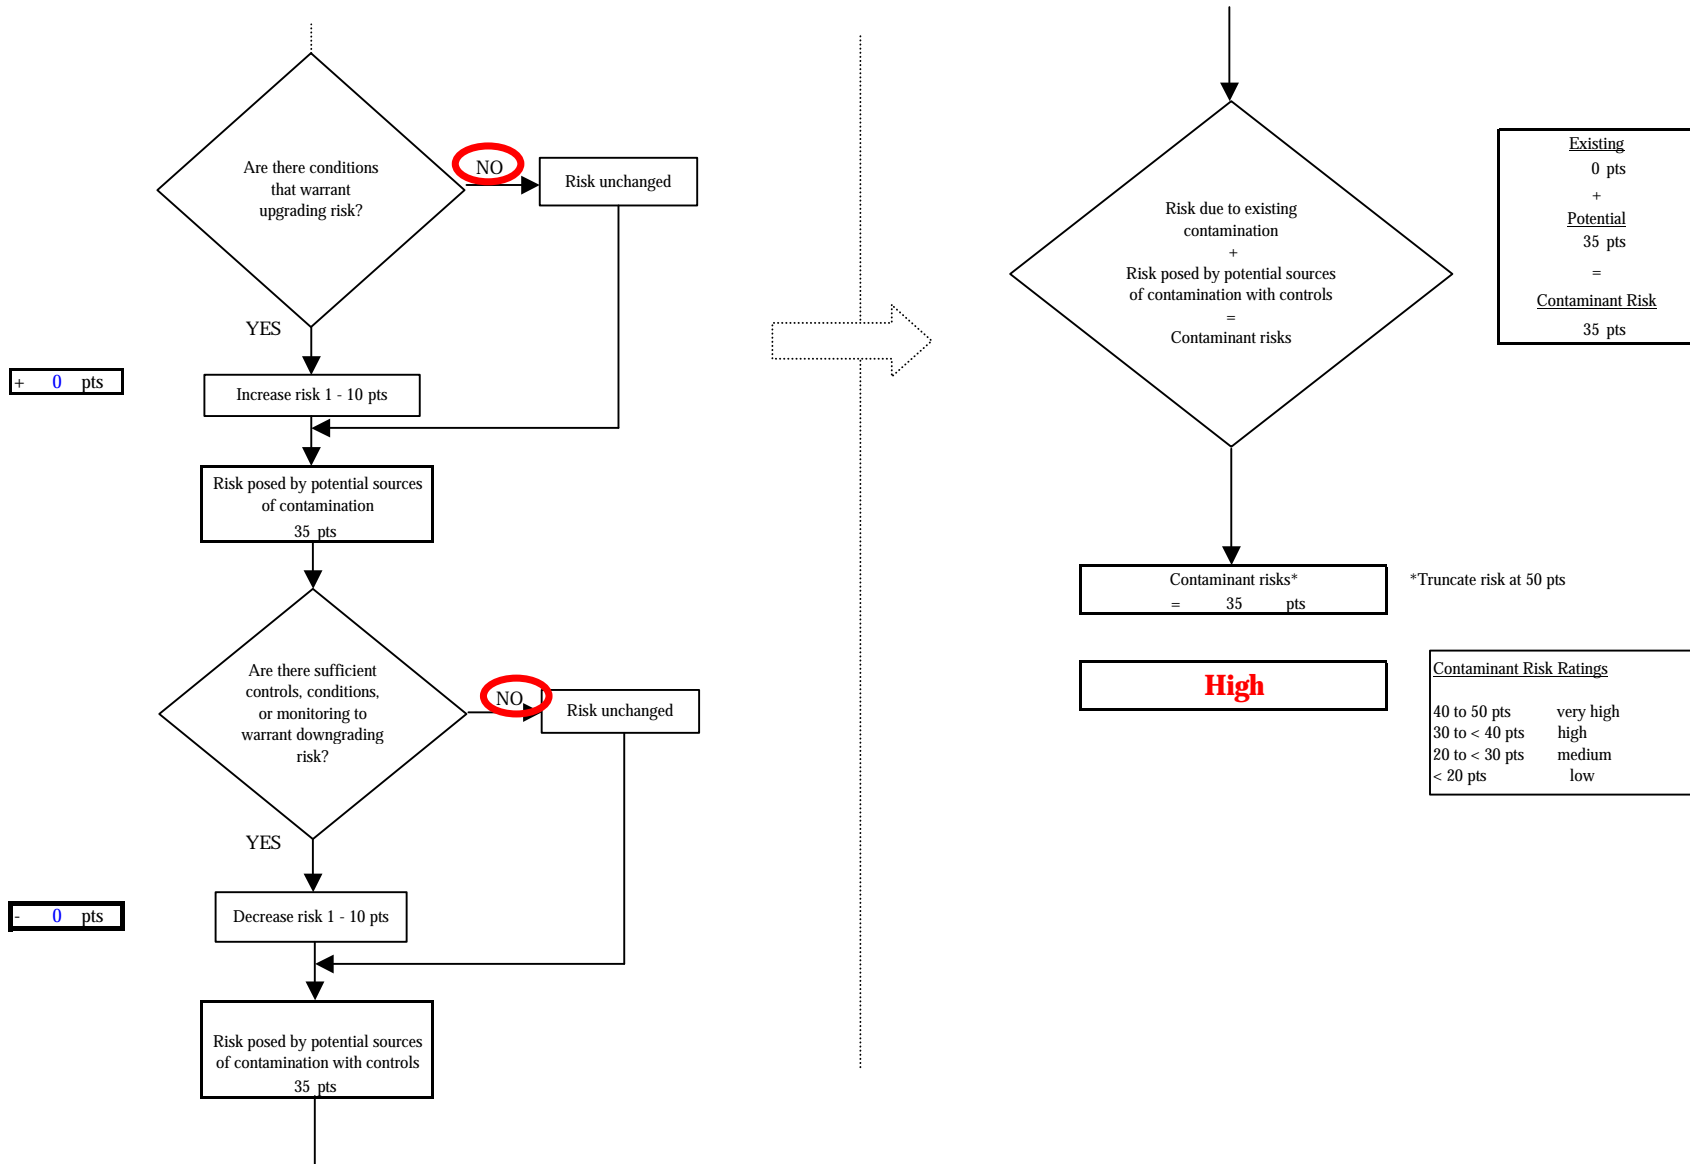 Are there conditions
that warrant
upgrading risk?
NO
Risk unchanged
YES
+ 0 pts
Increase risk 1 - 10 pts
Risk posed by potential sources
of contamination
35 pts
Are there sufficient
controls, conditions,
or monitoring to
warrant downgrading
risk?
NO
Risk unchanged
YES
- 0 pts
Decrease risk 1 - 10 pts
Risk posed by potential sources
of contamination with controls
35 pts
Risk due to existing
contamination
+
Risk posed by potential sources
of contamination with controls
=
Contaminant risks
Existing
0 pts
+
Potential
35 pts
=
Contaminant Risk
35 pts
Contaminant risks*
= 35 pts
*Truncate risk at 50 pts
High
Contaminant Risk Ratings
40 to 50 pts very high
30 to < 40 pts high
20 to < 30 pts medium
< 20 pts low